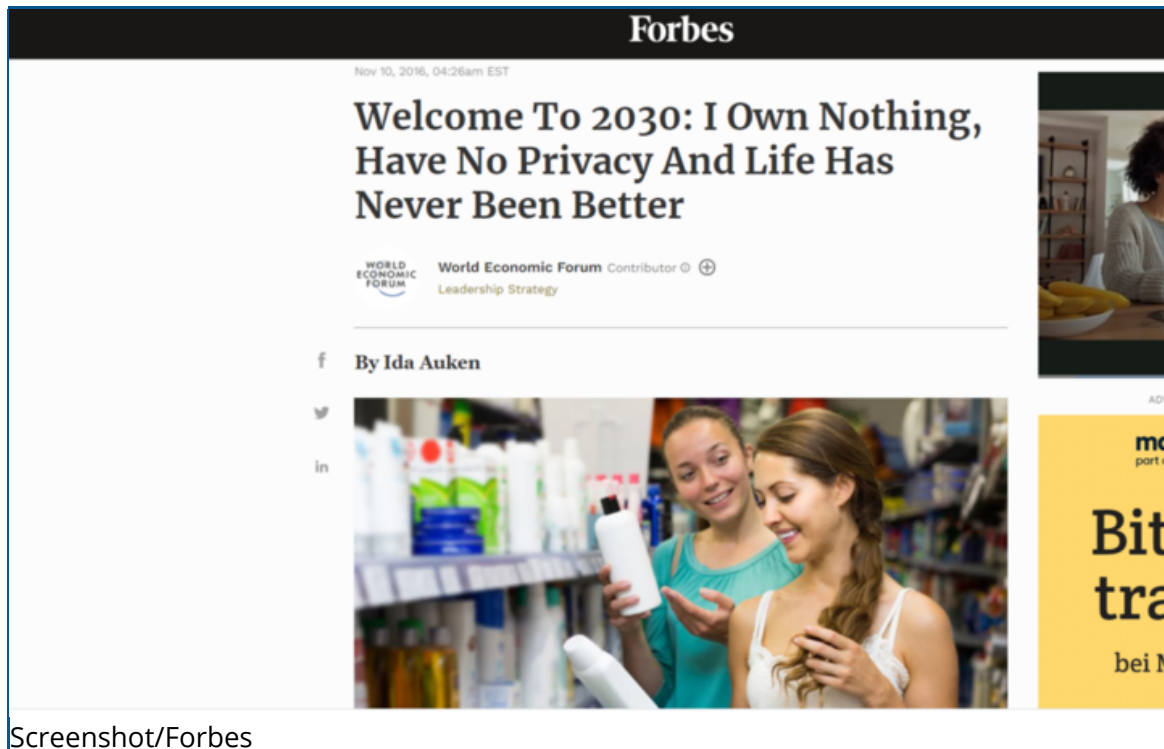 Forbes
Nov 10, 2016, 04:26am EST
Welcome To 2030: I Own Nothing,
Have No Privacy And Life Has
Never Been Better
WORLD
ECONOMIC
FORUM
World Economic Forum Contributor
Leadership Strategy
f
in
By Ida Auken
Bit
tra
bei
Screenshot/Forbes